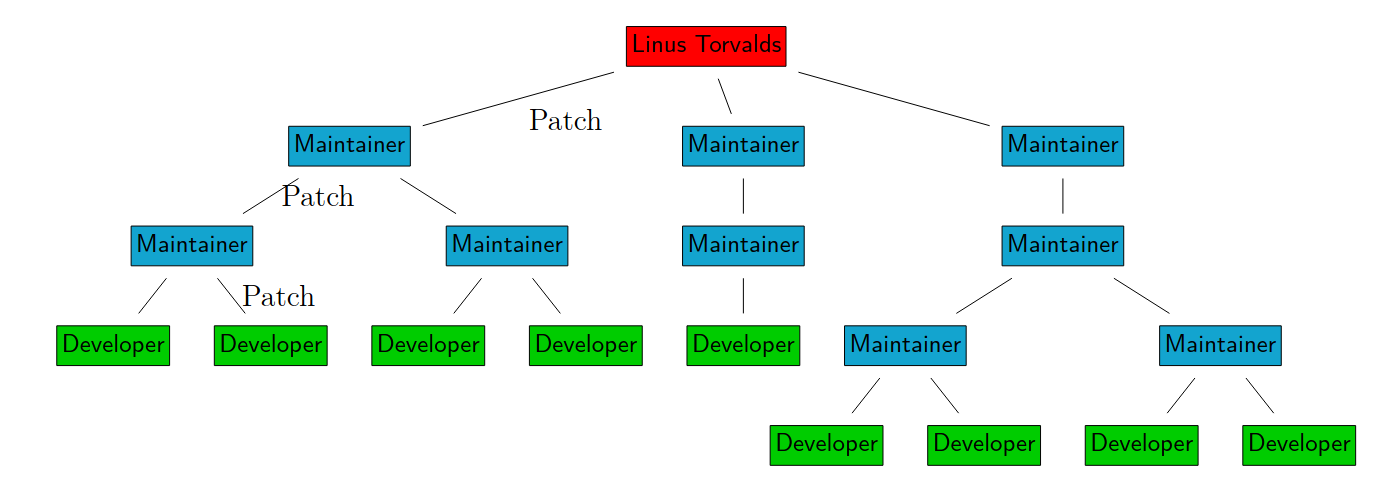 Linus Torvalds
Patch
Maintainer Maintainer Maintainer
Patch
Maintainer Maintainer Maintainer Maintainer
Patch
Developer Developer Developer Developer Developer Maintainer Maintainer
Developer Developer Developer Developer